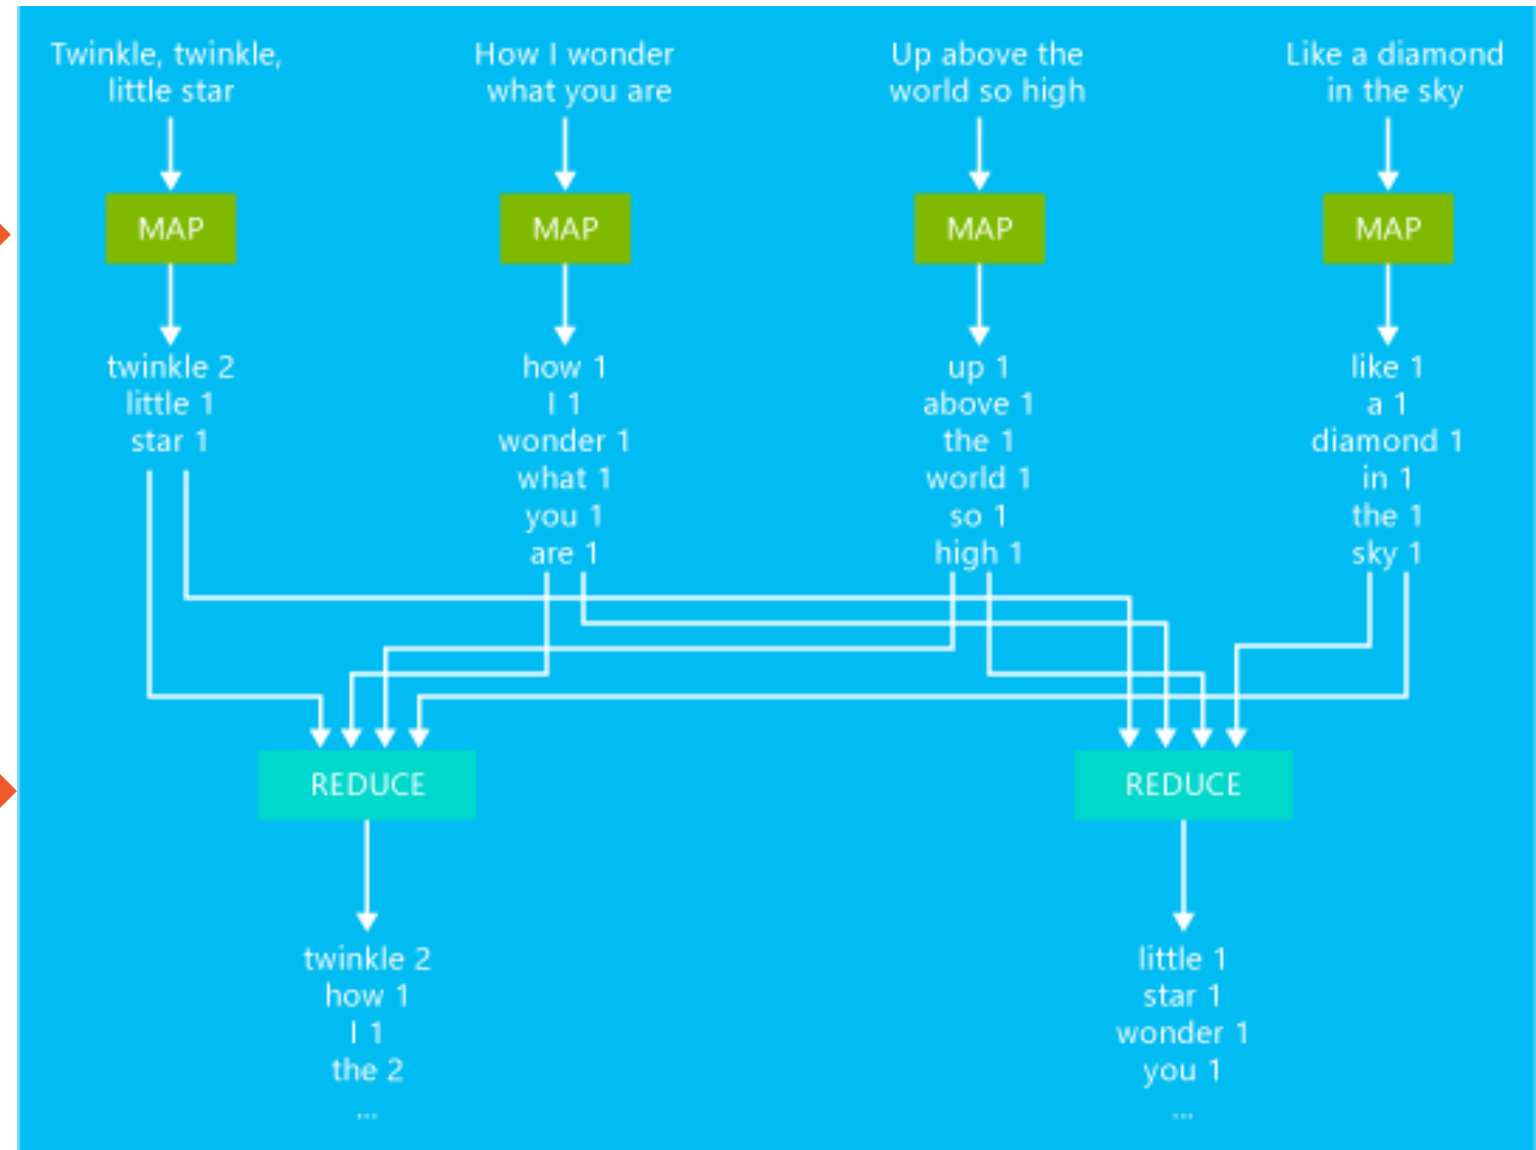 Twinkle, twinkle,
little star
How I wonder
what you are
Up above the
world so high
Like a diamond
in the sky
MAP
MAP
MAP
MAP
twinkle 2
little 1
star 1
how 1
I 1
wonder 1
what 1
you 1
are 1
up 1
above 1
the 1
world 1
so 1
high 1
like 1
a 1
diamond 1
in 1
the 1
sky 1
REDUCE
REDUCE
twinkle 2
how 1
I 1
the 2
...
little 1
star 1
wonder 1
you 1
...